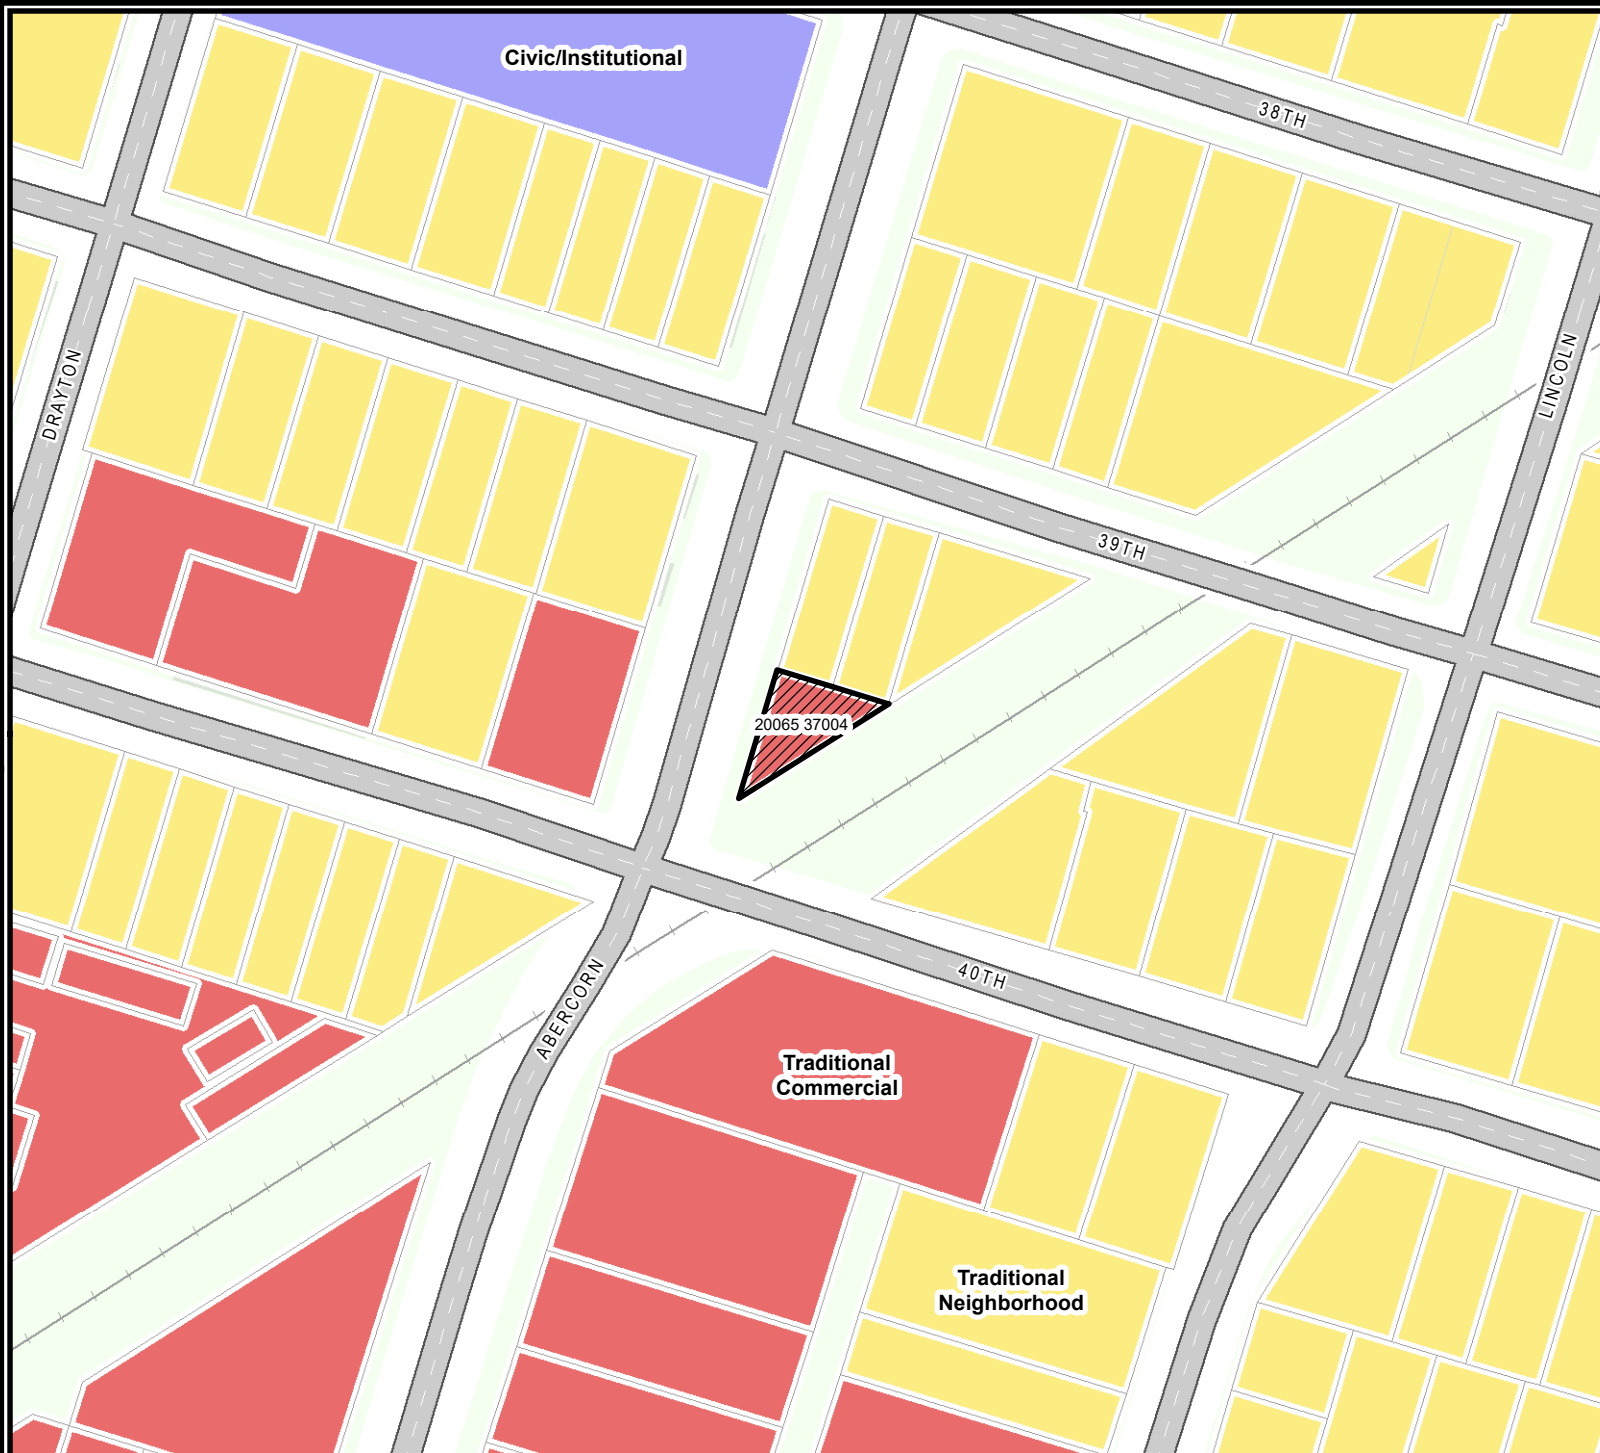 Civic/Institutional
38TH
DRAYTON
LINCOLN
39TH
20065 37004
ABERCORN
40TH
Traditional
Commercial
Traditional
Neighborhood